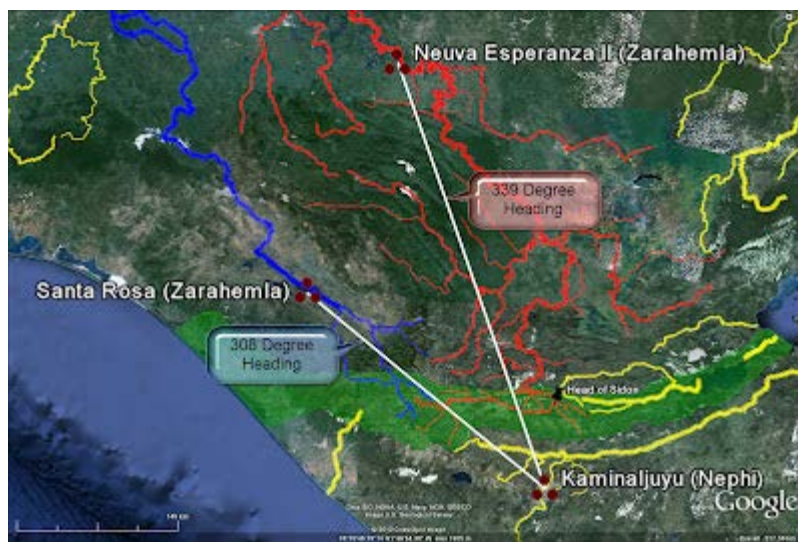 Neuva Esperanza II (Zarahemla)
339 Degree
Heading
Santa Rosa (Zarahemla)
308 Degree
Heading
Head of Sidon
Kaminaljuyu (Nephi)
Google